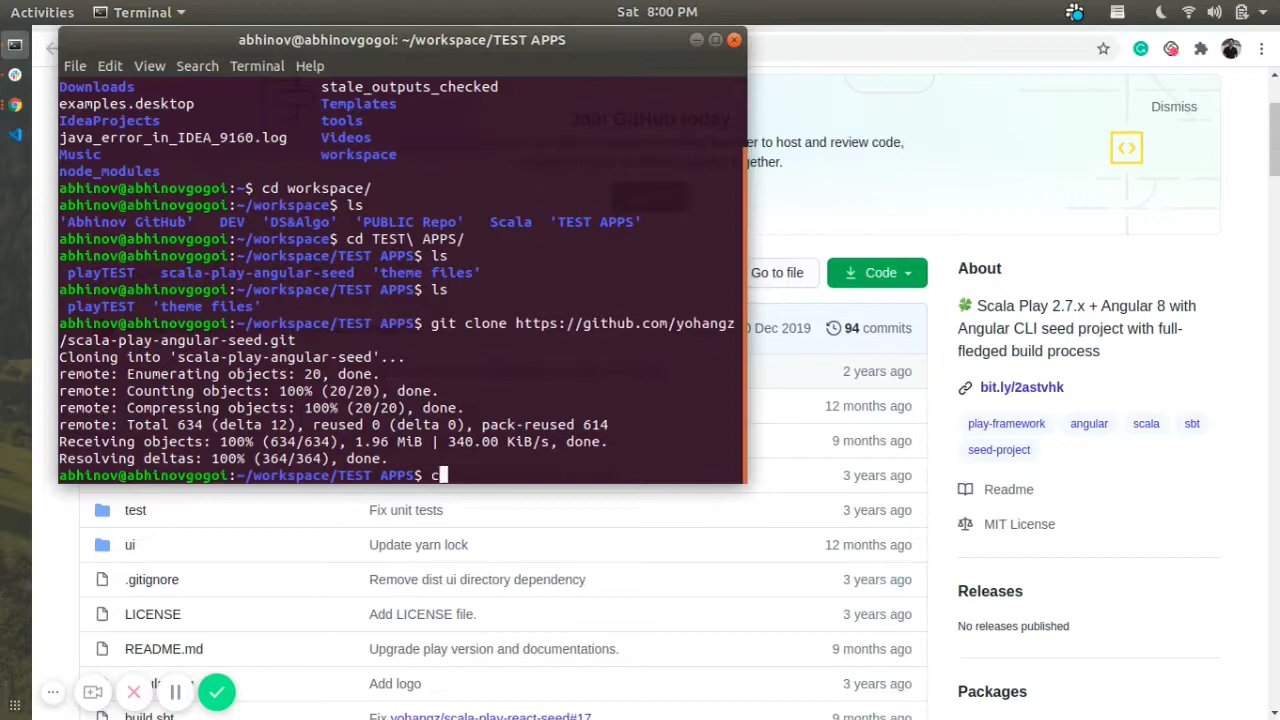 Activities
Terminal
Sat 8:00 PM
abhinov@abhinovgogoi: ~/workspace/TEST APPS
File Edit View Search Terminal Help
Downloads stale_outputs_checked
examples.desktop Templates
IdeaProjects tools
java_error_in_IDEA_9160.log Videos
Music workspace
node_modules
abhinov@abhinovgogoi:~$ cd workspace/
abhinov@abhinovgogoi:~/workspace$ ls
'Abhinov GitHub' DEV 'DS&Algo' 'PUBLIC Repo' Scala 'TEST APPS'
abhinov@abhinovgogoi:~/workspace$ cd TEST\ APPS/
abhinov@abhinovgogoi:~/workspace/TEST APPS$ ls
playTEST scala-play-angular-seed 'theme files'
abhinov@abhinovgogoi:~/workspace/TEST APPS$ ls
playTEST 'theme files'
abhinov@abhinovgogoi:~/workspace/TEST APPS$ git clone https://github.com/yohangz
/scala-play-angular-seed.git
Cloning into 'scala-play-angular-seed'...
remote: Enumerating objects: 20, done.
remote: Counting objects: 100% (20/20), done.
remote: Compressing objects: 100% (20/20), done.
remote: Total 634 (delta 12), reused 0 (delta 0), pack-reused 614
Receiving objects: 100% (634/634), 1.96 MiB | 340.00 KiB/s, done.
Resolving deltas: 100% (364/364), done.
abhinov@abhinovgogoi:~/workspace/TEST APPS$ c
Join GitHub today
Dismiss
er to host and review code,
gether.
Go to file
Code
Dec 2019 94 commits
2 years ago
12 months ago
9 months ago
3 years ago
test Fix unit tests 3 years ago
ui Update yarn lock 12 months ago
.gitignore Remove dist ui directory dependency 3 years ago
LICENSE Add LICENSE file. 3 years ago
README.md Upgrade play version and documentations. 9 months ago
Add logo 3 years ago
build.sbt Fix yohangz/scala-play-react-seed#17 9 months ago
About
Scala Play 2.7.x + Angular 8 with
Angular CLI seed project with full-
fledged build process
bit.ly/2astvhk
play-framework angular scala sbt
seed-project
Readme
MIT License
Releases
No releases published
Packages